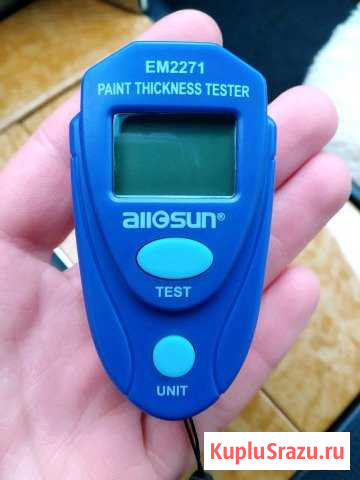 EM2271
PAINT THICKNESS TESTER
allosun®
TEST
UNIT
KupluSrazu.ru